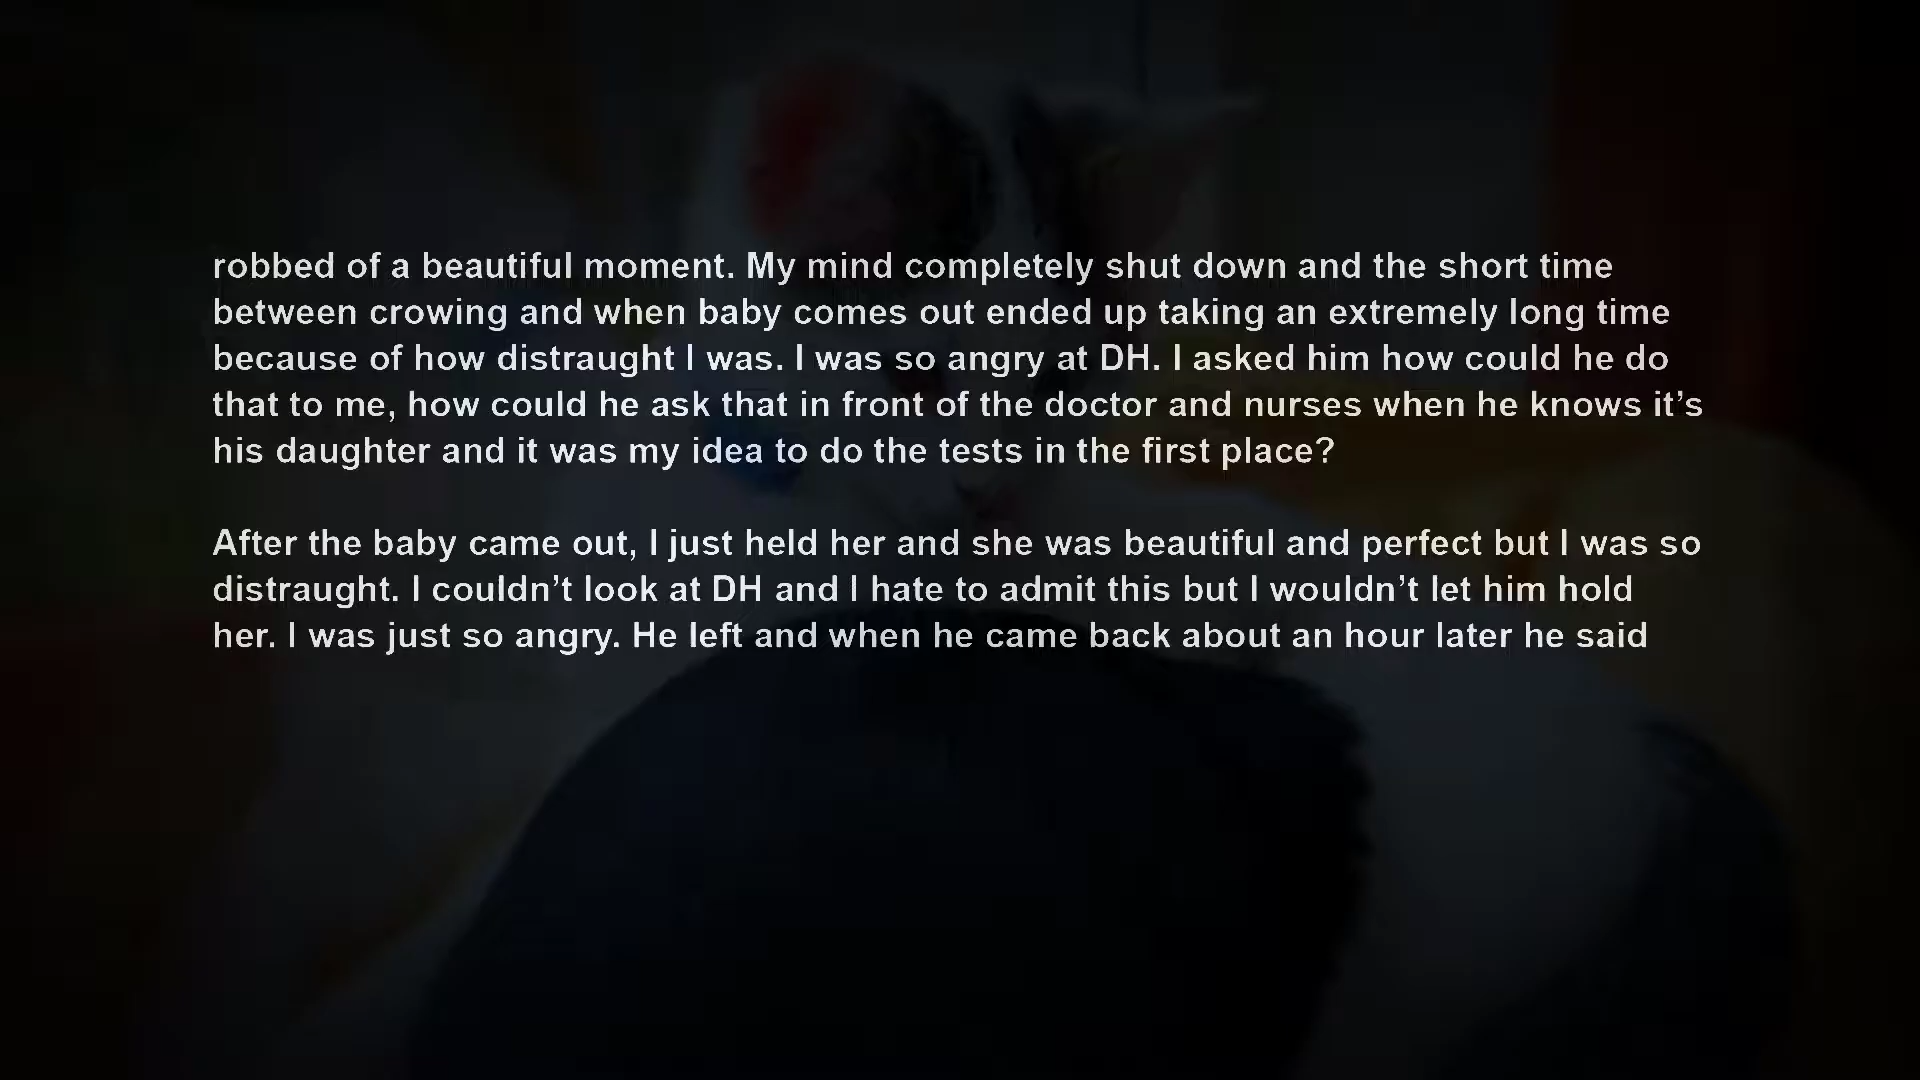 robbed of a beautiful moment. My mind completely shut down and the short time
between crowing and when baby comes out ended up taking an extremely long time
because of how distraught I was. I was so angry at DH. I asked him how could he do
that to me, how could he ask that in front of the doctor and nurses when he knows it’s
his daughter and it was my idea to do the tests in the first place?
After the baby came out, I just held her and she was beautiful and perfect but I was so
distraught. I couldn’t look at DH and I hate to admit this but I wouldn’t let him hold
her. I was just so angry. He left and when he came back about an hour later he said